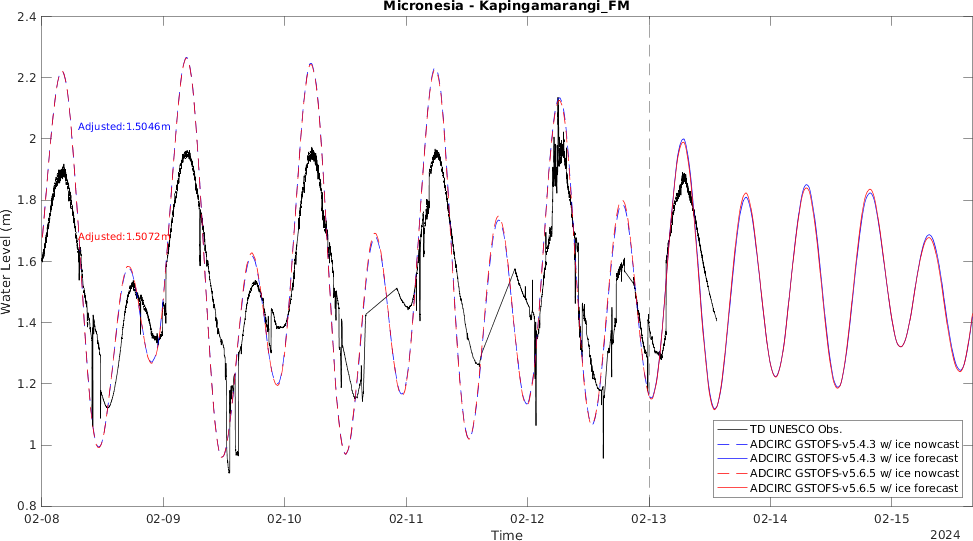 Micronesia - Kapingamarangi_FM
Water Level (m)
2.4
2.2
2
1.8
1.6
1.4
1.2
1
0.8
Adjusted:1.5046m
Adjusted:1.5072m
TD UNESCO Obs.
ADCIRC GSTOFS-v5.4.3 w/ ice nowcast
ADCIRC GSTOFS-v5.4.3 w/ ice forecast
ADCIRC GSTOFS-v5.6.5 w/ ice nowcast
ADCIRC GSTOFS-v5.6.5 w/ ice forecast
02-08 02-09 02-10 02-11 02-12 02-13 02-14 02-15
Time
2024